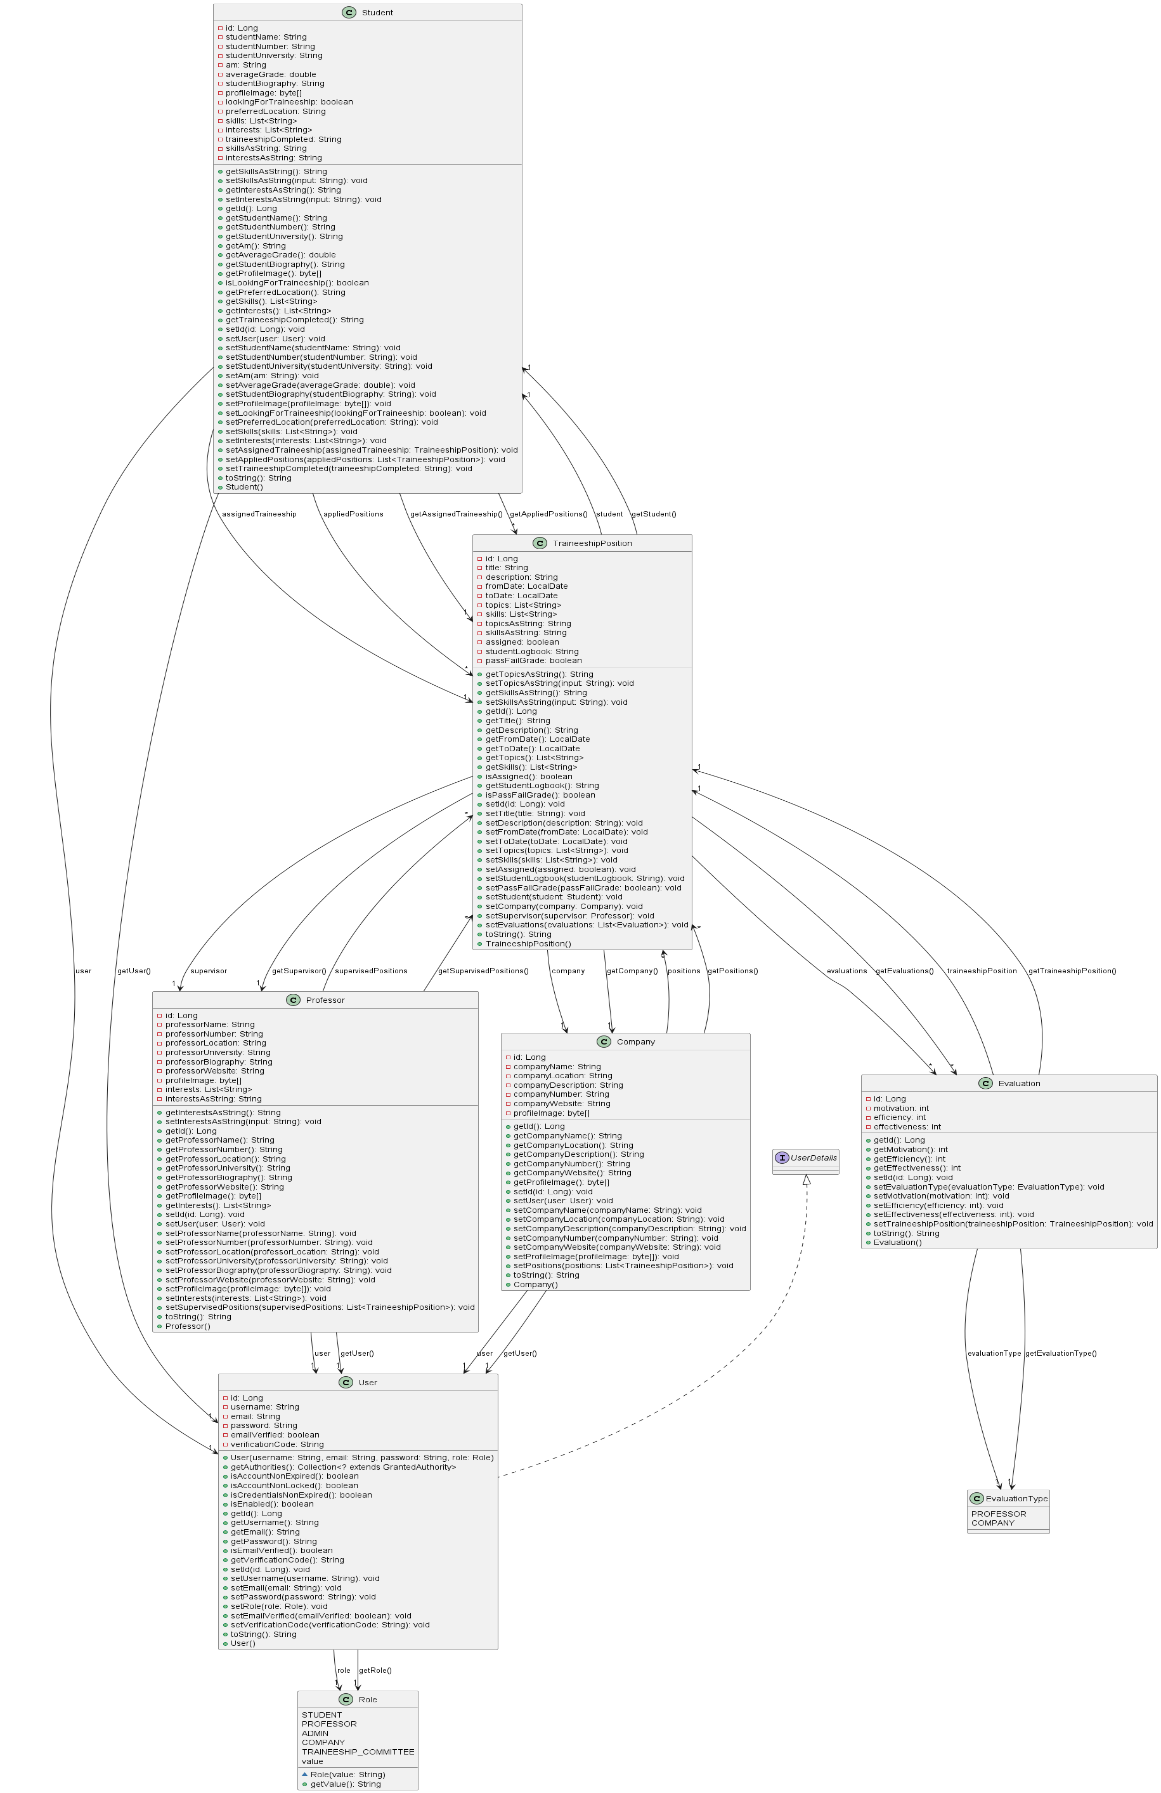 C Student
id: Long
studentName: String
studentNumber: String
studentUniversity: String
am: String
averageGrade: double
studentBiography: String
profileImage: byte[]
lookingForTraineeship: boolean
preferredLocation: String
skills: List<String>
interests: List<String>
traineeshipCompleted: String
skillsAsString: String
interestsAsString: String
getSkillsAsString(): String
setSkillsAsString(input: String): void
getInterestsAsString(): String
setInterestsAsString(input: String): void
getId(): Long
getStudentName(): String
getStudentNumber(): String
getStudentUniversity(): String
getAm(): String
getAverageGrade(): double
getStudentBiography(): String
getProfileImage(): byte[]
isLookingForTraineeship(): boolean
getPreferredLocation(): String
getSkills(): List<String>
getInterests(): List<String>
getTraineeshipCompleted(): String
setId(id: Long): void
setUser(user: User): void
setStudentName(studentName: String): void
setStudentNumber(studentNumber: String): void
setStudentUniversity(studentUniversity: String): void
setAm(am: String): void
setAverageGrade(averageGrade: double): void
setStudentBiography(studentBiography: String): void
setProfileImage(profileImage: byte[]): void
setLookingForTraineeship(lookingForTraineeship: boolean): void
setPreferredLocation(preferredLocation: String): void
setSkills(skills: List<String>): void
setInterests(interests: List<String>): void
setAssignedTraineeship(assignedTraineeship: TraineeshipPosition): void
setAppliedPositions(appliedPositions: List<TraineeshipPosition>): void
setTraineeshipCompleted(traineeshipCompleted: String): void
toString(): String
Student()
1
1
assignedTraineeship
appliedPositions
getAssignedTraineeship()
getAppliedPositions()
student
getStudent()
*
C TraineeshipPosition
id: Long
title: String
description: String
fromDate: LocalDate
toDate: LocalDate
topics: List<String>
skills: List<String>
topicsAsString: String
skillsAsString: String
assigned: boolean
studentLogbook: String
passFailGrade: boolean
getTopicsAsString(): String
setTopicsAsString(input: String): void
getSkillsAsString(): String
setSkillsAsString(input: String): void
getId(): Long
getTitle(): String
getDescription(): String
getFromDate(): LocalDate
getToDate(): LocalDate
getTopics(): List<String>
getSkills(): List<String>
isAssigned(): boolean
getStudentLogbook(): String
isPassFailGrade(): boolean
setId(id: Long): void
setTitle(title: String): void
setDescription(description: String): void
setFromDate(fromDate: LocalDate): void
setToDate(toDate: LocalDate): void
setTopics(topics: List<String>): void
setSkills(skills: List<String>): void
setAssigned(assigned: boolean): void
setStudentLogbook(studentLogbook: String): void
setPassFailGrade(passFailGrade: boolean): void
setStudent(student: Student): void
setCompany(company: Company): void
setSupervisor(supervisor: Professor): void
setEvaluations(evaluations: List<Evaluation>): void
toString(): String
TraineeshipPosition()
1
*
1
1
1
*
*
*
*
user
getUser()
supervisor
getSupervisor()
supervisedPositions
getSupervisedPositions()
company
getCompany()
positions
getPositions()
evaluations
getEvaluations()
traineeshipPosition
getTraineeshipPosition()
1
1
1
1
*
*
C Professor
id: Long
professorName: String
professorNumber: String
professorLocation: String
professorUniversity: String
professorBiography: String
professorWebsite: String
profileImage: byte[]
interests: List<String>
interestsAsString: String
getInterestsAsString(): String
setInterestsAsString(input: String): void
getId(): Long
getProfessorName(): String
getProfessorNumber(): String
getProfessorLocation(): String
getProfessorUniversity(): String
getProfessorBiography(): String
getProfessorWebsite(): String
getProfileImage(): byte[]
getInterests(): List<String>
setId(id: Long): void
setUser(user: User): void
setProfessorName(professorName: String): void
setProfessorNumber(professorNumber: String): void
setProfessorLocation(professorLocation: String): void
setProfessorUniversity(professorUniversity: String): void
setProfessorBiography(professorBiography: String): void
setProfessorWebsite(professorWebsite: String): void
setProfileImage(profileImage: byte[]): void
setInterests(interests: List<String>): void
setSupervisedPositions(supervisedPositions: List<TraineeshipPosition>): void
toString(): String
Professor()
C Company
id: Long
companyName: String
companyLocation: String
companyDescription: String
companyNumber: String
companyWebsite: String
profileImage: byte[]
getId(): Long
getCompanyName(): String
getCompanyLocation(): String
getCompanyDescription(): String
getCompanyNumber(): String
getCompanyWebsite(): String
getProfileImage(): byte[]
setId(id: Long): void
setUser(user: User): void
setCompanyName(companyName: String): void
setCompanyLocation(companyLocation: String): void
setCompanyDescription(companyDescription: String): void
setCompanyNumber(companyNumber: String): void
setCompanyWebsite(companyWebsite: String): void
setProfileImage(profileImage: byte[]): void
setPositions(positions: List<TraineeshipPosition>): void
toString(): String
Company()
I UserDetails
C Evaluation
id: Long
motivation: int
efficiency: int
effectiveness: int
getId(): Long
getMotivation(): int
getEfficiency(): int
getEffectiveness(): int
setId(id: Long): void
setEvaluationType(evaluationType: EvaluationType): void
setMotivation(motivation: int): void
setEfficiency(efficiency: int): void
setEffectiveness(effectiveness: int): void
setTraineeshipPosition(traineeshipPosition: TraineeshipPosition): void
toString(): String
Evaluation()
user
getUser()
user
getUser()
evaluationType
getEvaluationType()
1
1
1
1
1
1
C User
id: Long
username: String
email: String
password: String
emailVerified: boolean
verificationCode: String
User(username: String, email: String, password: String, role: Role)
getAuthorities(): Collection<? extends GrantedAuthority>
isAccountNonExpired(): boolean
isAccountNonLocked(): boolean
isCredentialsNonExpired(): boolean
isEnabled(): boolean
getId(): Long
getUsername(): String
getEmail(): String
getPassword(): String
isEmailVerified(): boolean
getVerificationCode(): String
setId(id: Long): void
setUsername(username: String): void
setEmail(email: String): void
setPassword(password: String): void
setRole(role: Role): void
setEmailVerified(emailVerified: boolean): void
setVerificationCode(verificationCode: String): void
toString(): String
User()
1
1
C EvaluationType
PROFESSOR
COMPANY
role
getRole()
1
1
C Role
STUDENT
PROFESSOR
ADMIN
COMPANY
TRAINEESHIP_COMMITTEE
value
Role(value: String)
getValue(): String